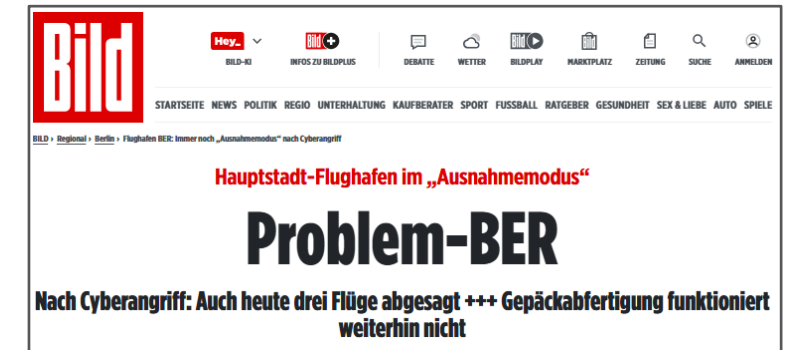 Bild
Hey_
BILD-KI
Bild
INFOS ZU BILDPLUS
DEBATTE
WETTER
Bild
BILDPLAY
Bild
MARKTPLATZ
ZEITUNG
SUCHE
ANMELDEN
STARTSEITE NEWS POLITIK REGIO UNTERHALTUNG KAUFBERATER SPORT FUSSBALL RATGEBER GESUNDHEIT SEX & LIEBE AUTO SPIELE
BILD › Regional › Berlin › Flughafen BER: Immer noch „Ausnahmemodus“ nach Cyberangriff
Hauptstadt-Flughafen im „Ausnahmemodus“
Problem-BER
Nach Cyberangriff: Auch heute drei Flüge abgesagt +++ Gepäckabfertigung funktioniert
weiterhin nicht